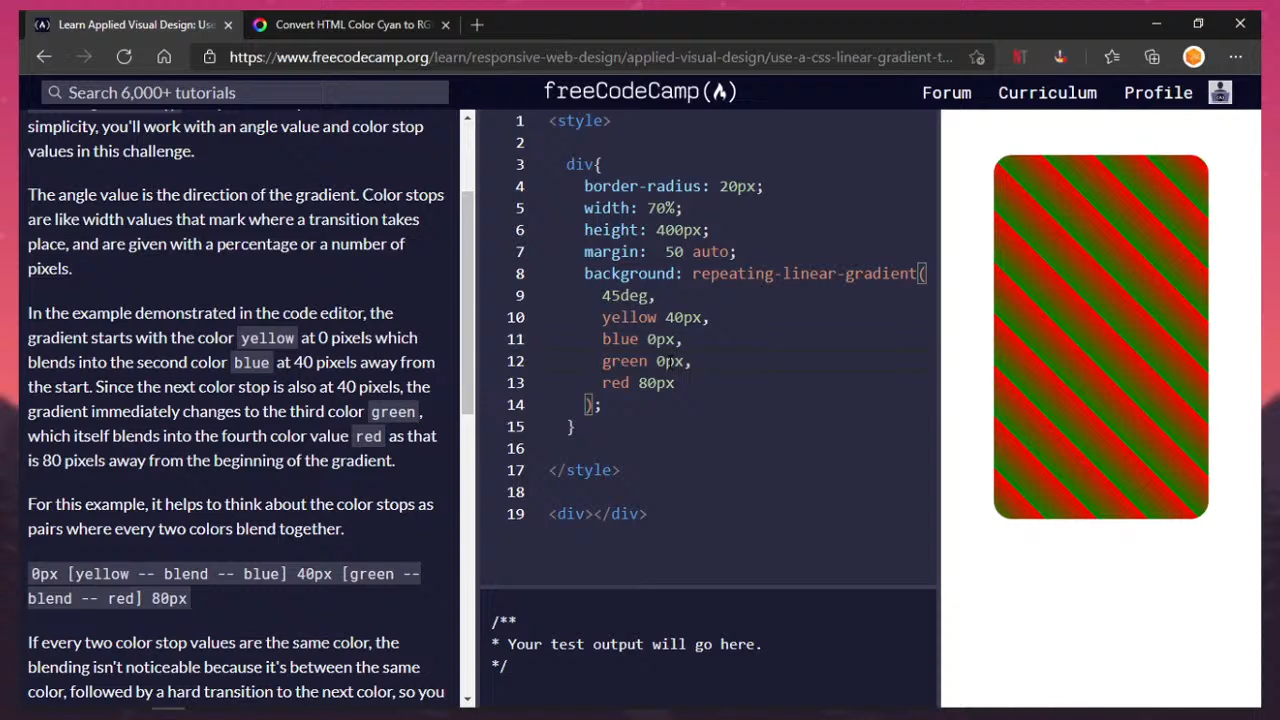 Learn Applied Visual Design: Use
Convert HTML Color Cyan to RG
https://www.freecodecamp.org/learn/responsive-web-design/applied-visual-design/use-a-css-linear-gradient-t...
Search 6,000+ tutorials
freeCodeCamp(🔥)
Forum
Curriculum
Profile
simplicity, you'll work with an angle value and color stop
values in this challenge.
The angle value is the direction of the gradient. Color stops
are like width values that mark where a transition takes
place, and are given with a percentage or a number of
pixels.
In the example demonstrated in the code editor, the
gradient starts with the color yellow at 0 pixels which
blends into the second color blue at 40 pixels away from
the start. Since the next color stop is also at 40 pixels, the
gradient immediately changes to the third color green,
which itself blends into the fourth color value red as that
is 80 pixels away from the beginning of the gradient.
For this example, it helps to think about the color stops as
pairs where every two colors blend together.
0px [yellow -- blend -- blue] 40px [green --
blend -- red] 80px
If every two color stop values are the same color, the
blending isn't noticeable because it's between the same
color, followed by a hard transition to the next color, so you
1 <style>
2
3 div{
4 border-radius: 20px;
5 width: 70%;
6 height: 400px;
7 margin:  50 auto;
8 background: repeating-linear-gradient(
9 45deg,
10 yellow 40px,
11 blue 0px,
12 green 0px,
13 red 80px
14 );
15 }
16
17 </style>
18
19 <div></div>
/**
* Your test output will go here.
*/